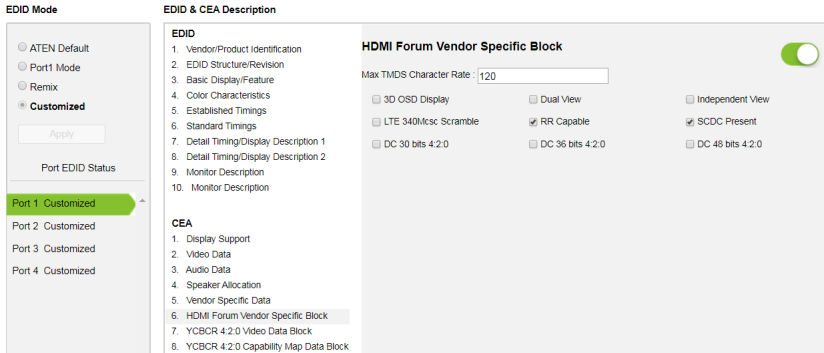 EDID Mode
EDID & CEA Description
ATEN Default
Port1 Mode
Remix
Customized
Apply
Port EDID Status
Port 1 Customized
Port 2 Customized
Port 3 Customized
Port 4 Customized
EDID
1. Vendor/Product Identification
2. EDID Structure/Revision
3. Basic Display/Feature
4. Color Characteristics
5. Established Timings
6. Standard Timings
7. Detail Timing/Display Description 1
8. Detail Timing/Display Description 2
9. Monitor Description
10. Monitor Description
CEA
1. Display Support
2. Video Data
3. Audio Data
4. Speaker Allocation
5. Vendor Specific Data
6. HDMI Forum Vendor Specific Block
7. YCBCR 4:2:0 Video Data Block
8. YCBCR 4:2:0 Capability Map Data Block
HDMI Forum Vendor Specific Block
Max TMDS Character Rate : 120
3D OSD Display Dual View Independent View
LTE 340Mcsc Scramble RR Capable SCDC Present
DC 30 bits 4:2:0 DC 36 bits 4:2:0 DC 48 bits 4:2:0